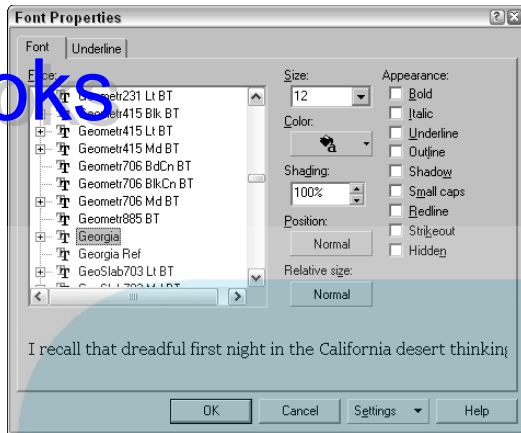 Font Properties
Font Underline
Face:
ooks
Geometr231 Lt BT
Geometr415 Blk BT
Geometr415 Lt BT
Geometr415 Md BT
Geometr706 BdCn BT
Geometr706 BlkCn BT
Geometr706 Md BT
Geometr885 BT
Georgia
Georgia Ref
GeoSlab703 Lt BT
Size:
12
Color:
Shading:
100%
Position:
Normal
Relative size:
Normal
Appearance:
Bold
Italic
Underline
Outline
Shadow
Small caps
Redline
Strikeout
Hidden
I recall that dreadful first night in the California desert thinking
OK Cancel Settings Help